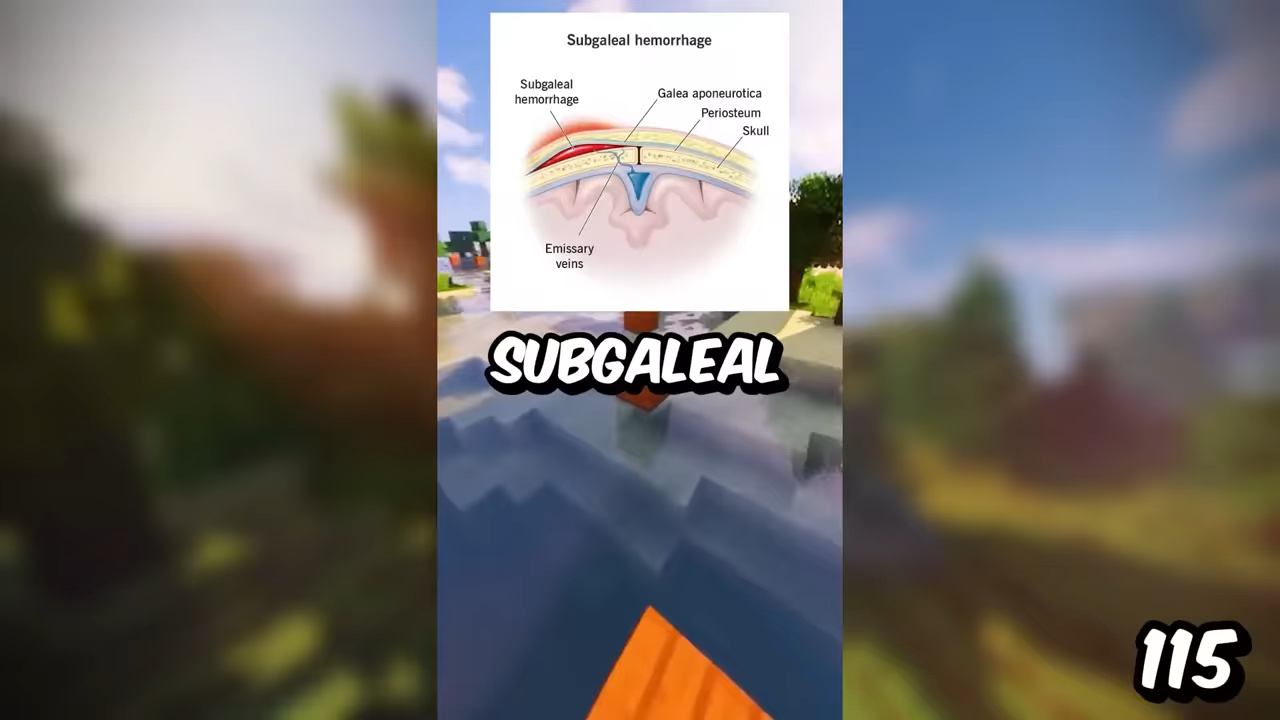 Subgaleal hemorrhage
Subgaleal
hemorrhage
Galea aponeurotica
Periosteum
Skull
Emissary
veins
SUBGALEAL
115